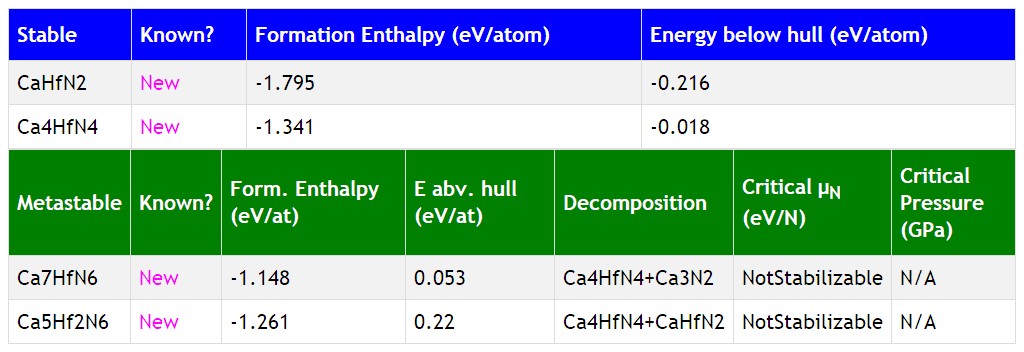 Stable Known? Formation Enthalpy (eV/atom) Energy below hull (eV/atom)
CaHfN2 New -1.795 -0.216
Ca4HfN4 New -1.341 -0.018
Metastable Known? Form. Enthalpy (eV/at) E abv. hull (eV/at) Decomposition Critical μN (eV/N) Critical Pressure (GPa)
Ca7HfN6 New -1.148 0.053 Ca4HfN4+Ca3N2 NotStabilizable N/A
Ca5Hf2N6 New -1.261 0.22 Ca4HfN4+CaHfN2 NotStabilizable N/A